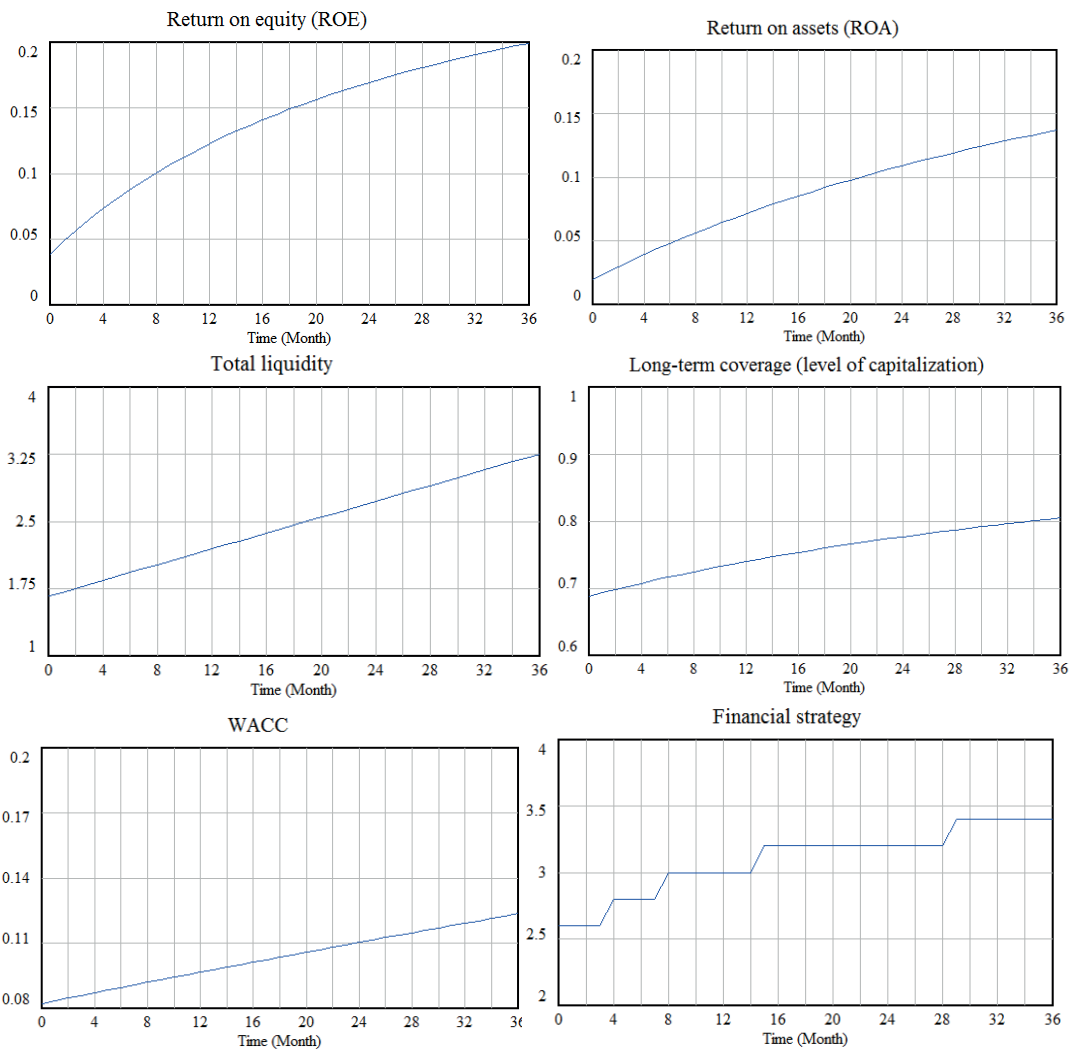 Return on equity (ROE)
0.2
0.15
0.1
0.05
0
0 4 8 12 16 20 24 28 32 36
Time (Month)
Return on assets (ROA)
0.2
0.15
0.1
0.05
0
0 4 8 12 16 20 24 28 32 36
Time (Month)
Total liquidity
4
3.25
2.5
1.75
1
0 4 8 12 16 20 24 28 32 36
Time (Month)
Long-term coverage (level of capitalization)
1
0.9
0.8
0.7
0.6
0 4 8 12 16 20 24 28 32 36
Time (Month)
WACC
0.2
0.17
0.14
0.11
0.08
0 4 8 12 16 20 24 28 32 36
Time (Month)
Financial strategy
4
3.5
3
2.5
2
0 4 8 12 16 20 24 28 32 36
Time (Month)